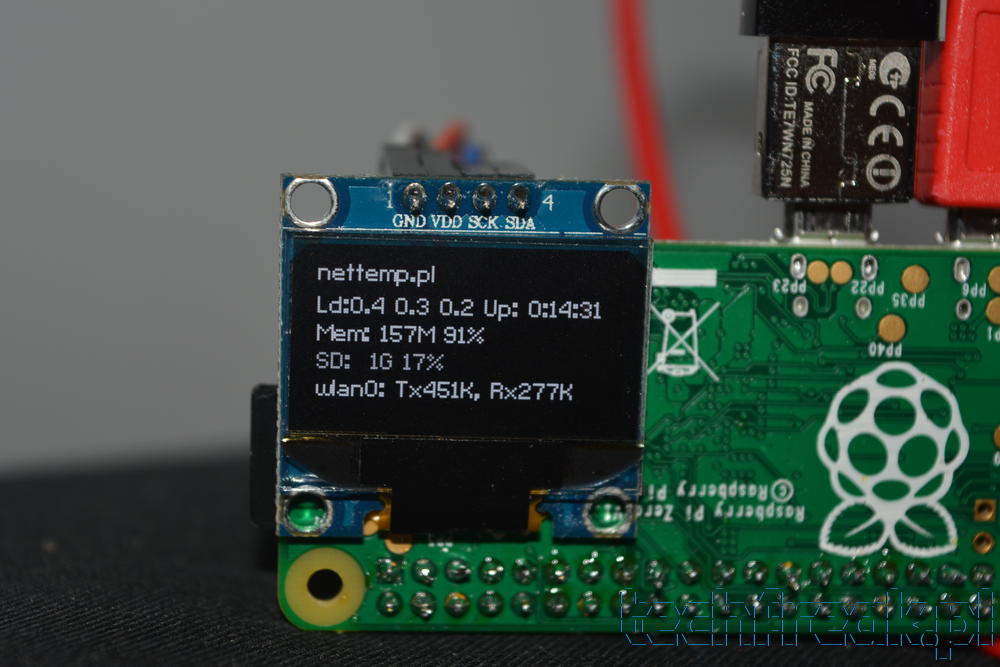 1 4
GND VDD SCK SDA
nettemp.pl
Ld:0.4 0.3 0.2 Up: 0:14:31
Mem: 157M 91%
SD: 1G 17%
wlan0: Tx451K, Rx277K
FCC ID:TE7WN725N
FC MADE IN CHINA
CE
PP23
PP22
PP35
PP6
PP40
Raspberry Pi Zero
© Raspberry Pi
techfreak.pl